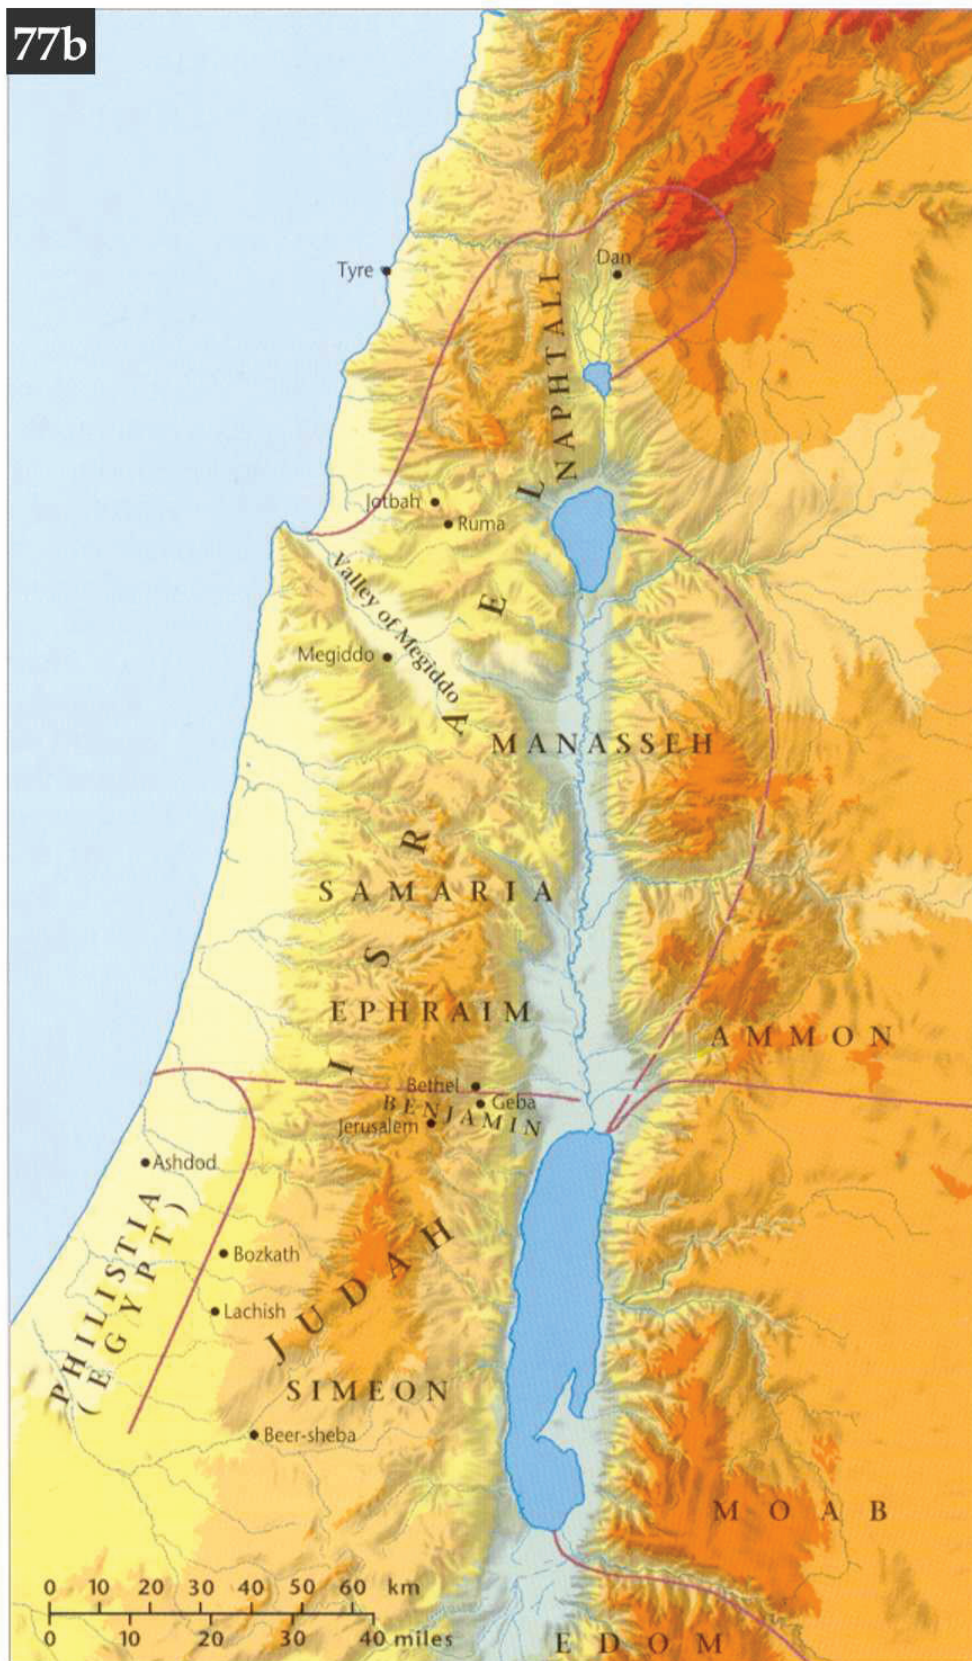 77b
Tyre
Dan
NAPHTALI
Jotbah
Ruma
Valley of Megiddo
Megiddo
ISRAEL
MANASSEH
SAMARIA
EPHRAIM
AMMON
Bethel
BENJAMIN
Geba
Jerusalem
Ashdod
PHILISTIA
(EGYPT)
Bozkath
Lachish
JUDAH
SIMEON
Beer-sheba
MOAB
EDOM
0 10 20 30 40 50 60 km
0 10 20 30 40 miles